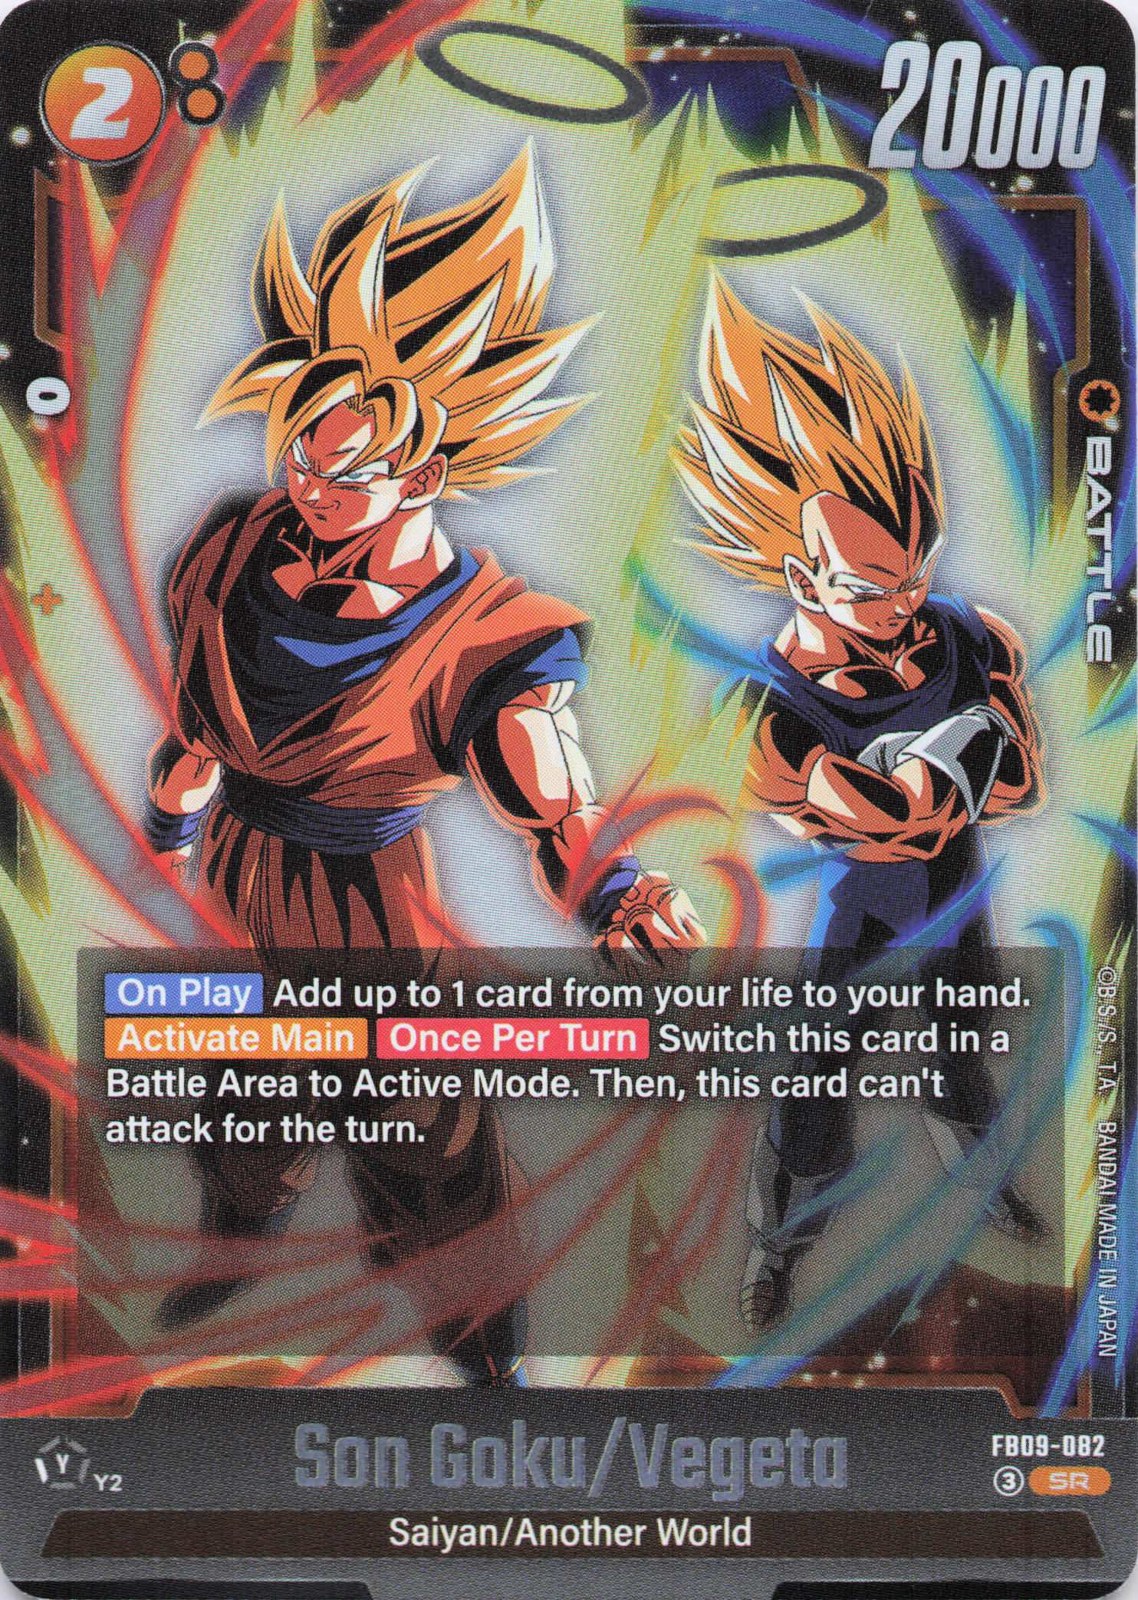 2
20000
0
+
BATTLE
On Play Add up to 1 card from your life to your hand.
Activate Main Once Per Turn Switch this card in a
Battle Area to Active Mode. Then, this card can't
attack for the turn.
©B.S./S., T.A. BANDAI MADE IN JAPAN
Son Goku/Vegeta
FB09-082
Y Y2
3 SR
Saiyan/Another World